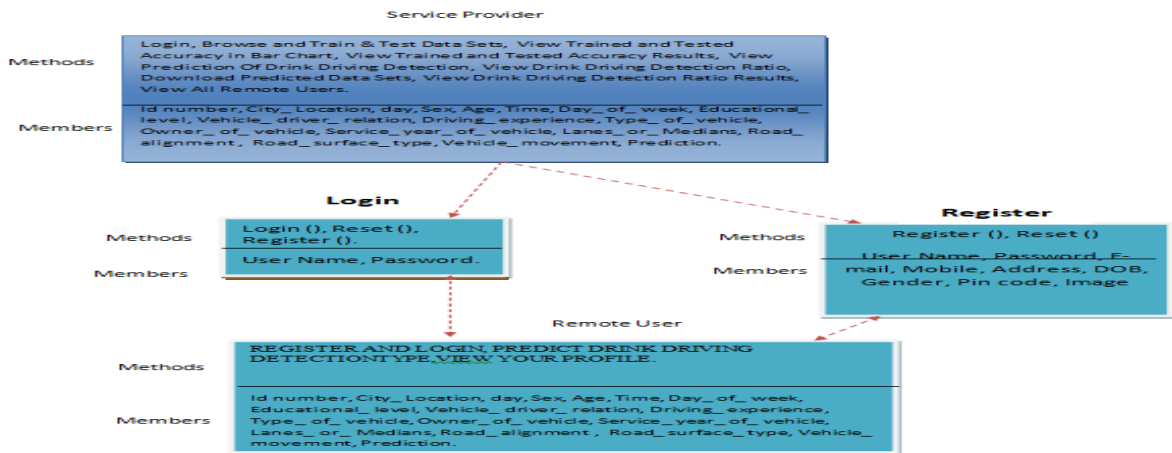 Service Provider
Methods
Login, Browse and Train & Test Data Sets, View Trained and Tested
Accuracy in Bar Chart, View Trained and Tested Accuracy Results, View
Prediction Of Drink Driving Detection, View Drink Driving Detection Ratio,
Download Predicted Data Sets, View Drink Driving Detection Ratio Results,
View All Remote Users.
Members
Id number, City_ Location, day, Sex, Age, Time, Day_ of_ week, Educational_
level, Vehicle_ driver_ relation, Driving_ experience, Type_ of_ vehicle,
Owner_ of_ vehicle, Service_ year_ of_ vehicle, Lanes_ or_ Medians, Road_
alignment , Road_ surface_ type, Vehicle_ movement, Prediction.
Login
Methods
Login (), Reset (),
Register ().
Members
User Name, Password.
Register
Methods
Register (), Reset ()
Members
User Name, Password, E-
mail, Mobile, Address, DOB,
Gender, Pin code, Image
Remote User
Methods
REGISTER AND LOGIN, PREDICT DRINK DRIVING
DETECTIONTYPE,VIEW YOUR PROFILE.
Members
Id number, City_ Location, day, Sex, Age, Time, Day_ of_ week,
Educational_ level, Vehicle_ driver_ relation, Driving_ experience,
Type_ of_ vehicle, Owner_ of_ vehicle, Service_ year_ of_ vehicle,
Lanes_ or_ Medians, Road_ alignment , Road_ surface_ type, Vehicle_
movement, Prediction.